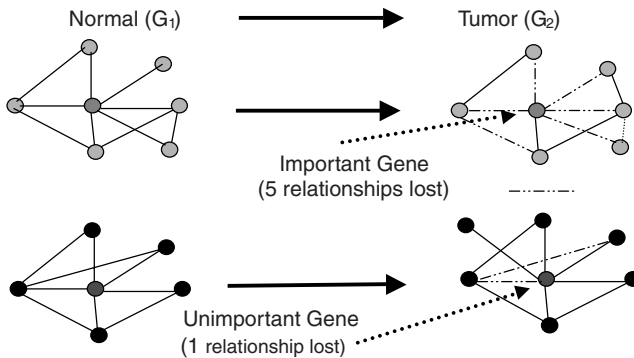 Normal (G₁)
Tumor (G₂)
Important Gene
(5 relationships lost)
Unimportant Gene
(1 relationship lost)